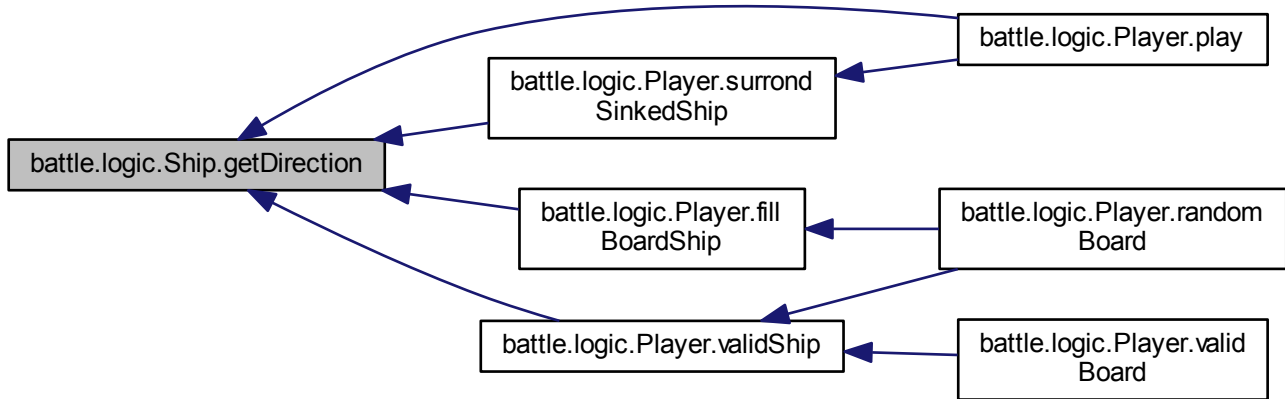 battle.logic.Ship.getDirection
battle.logic.Player.play
battle.logic.Player.surrond
SinkedShip
battle.logic.Player.fill
BoardShip
battle.logic.Player.random
Board
battle.logic.Player.validShip
battle.logic.Player.valid
Board